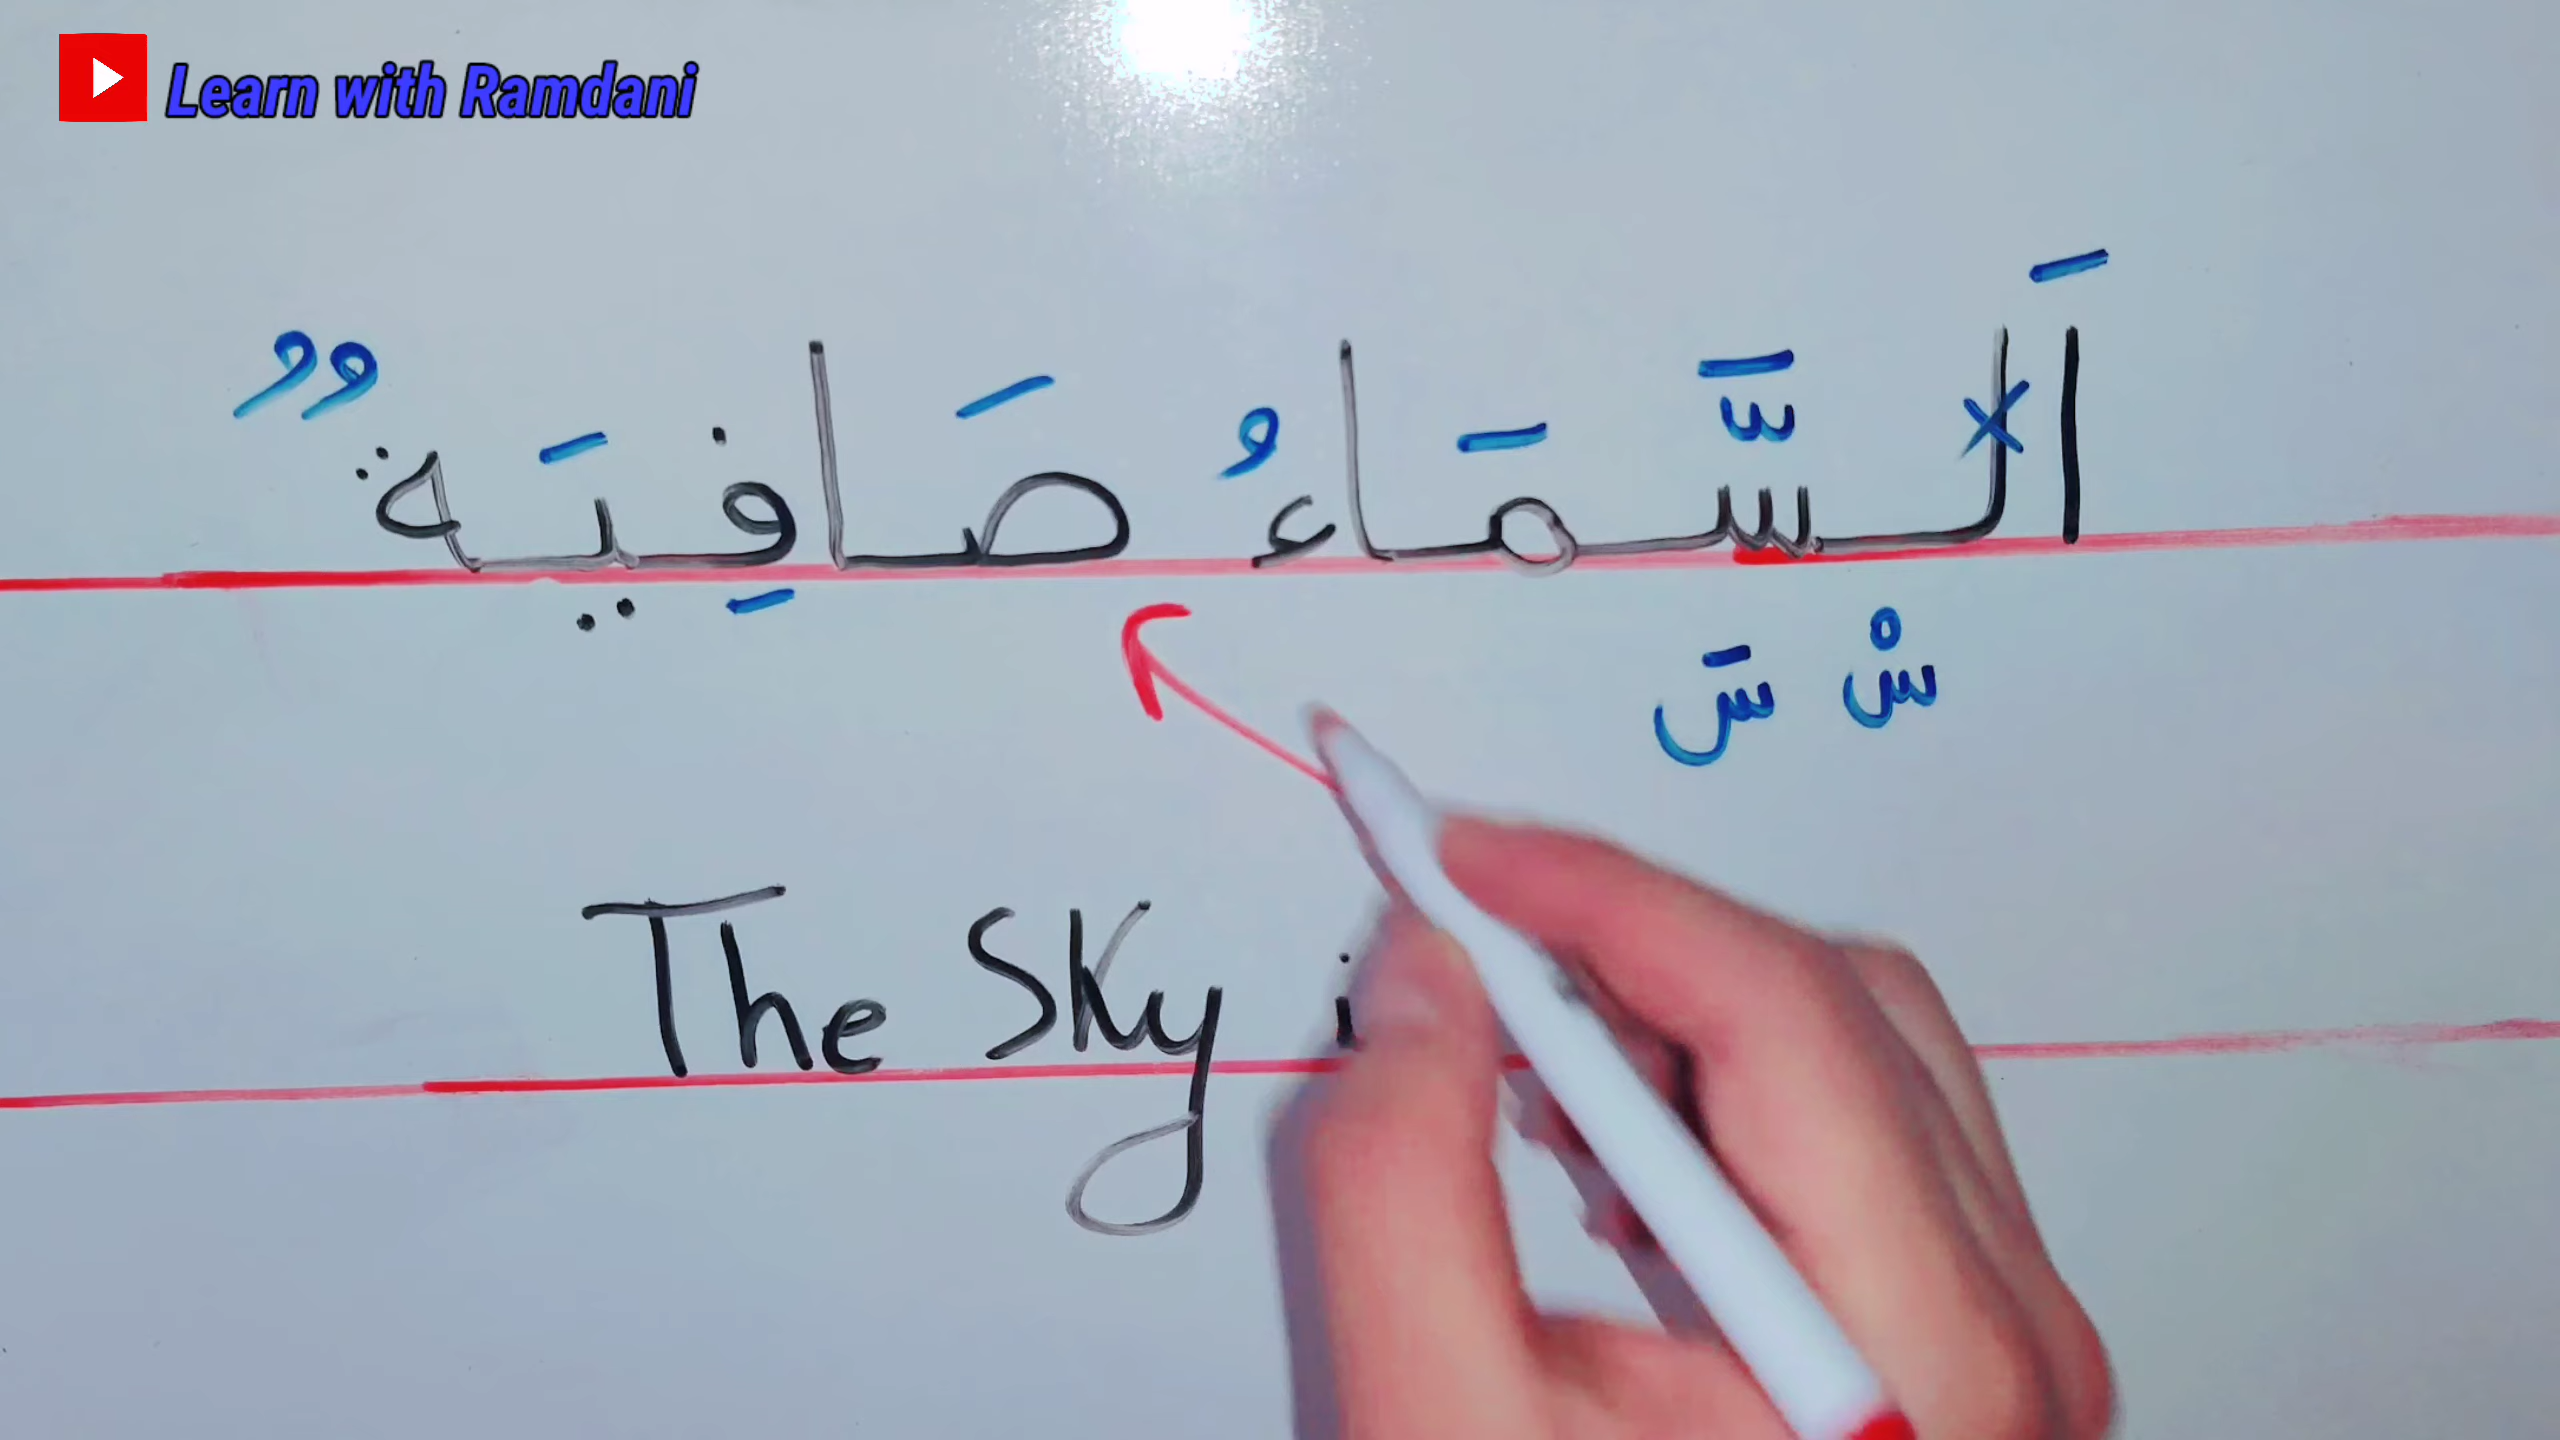 Learn with Ramdani
اَلسَّمَاءُ صَافِيَةٌ
سْ سَ
The Sky